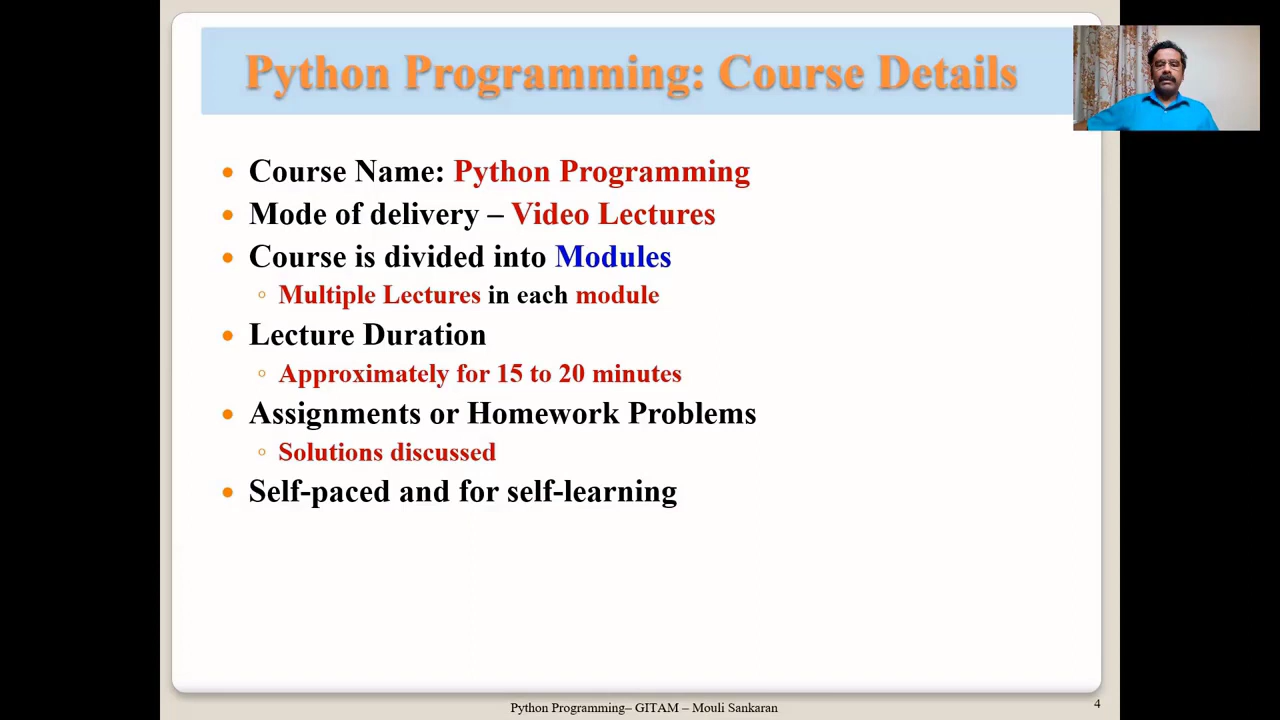 Python Programming: Course Details
Course Name: Python Programming
Mode of delivery – Video Lectures
Course is divided into Modules
Multiple Lectures in each module
Lecture Duration
Approximately for 15 to 20 minutes
Assignments or Homework Problems
Solutions discussed
Self-paced and for self-learning
Python Programming– GITAM – Mouli Sankaran
4